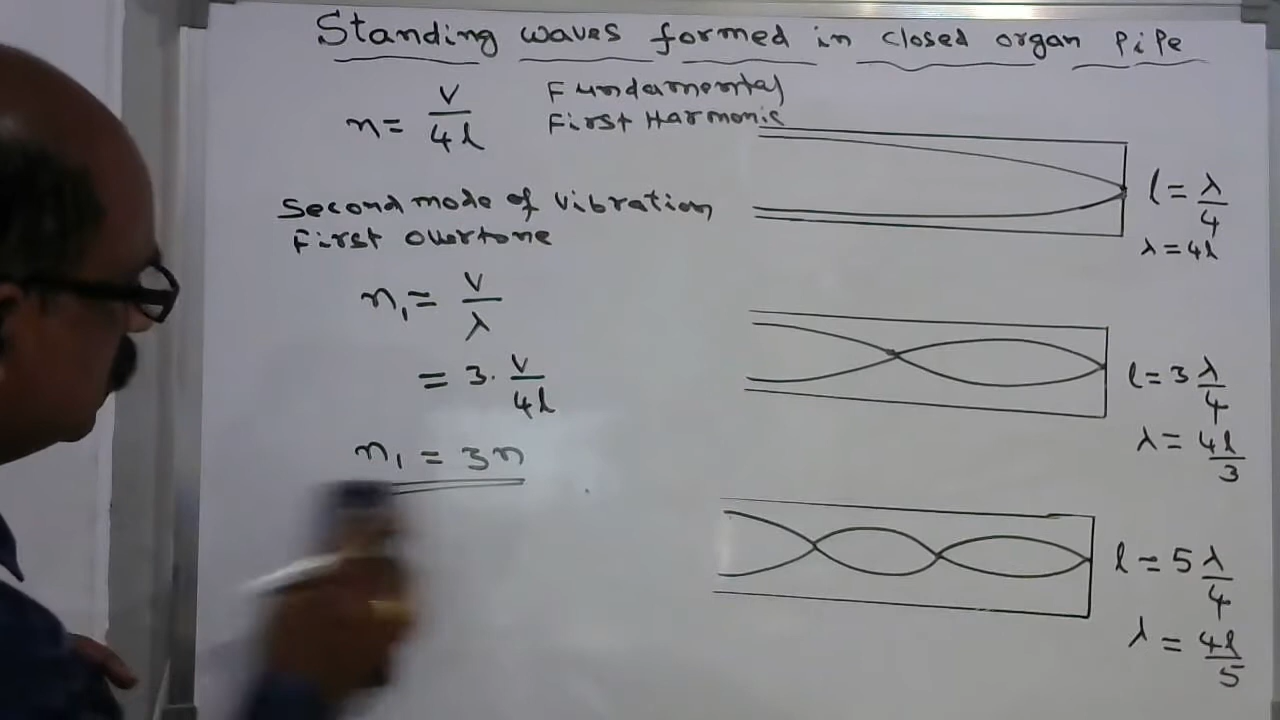 Standing waves formed in closed organ pipe
n = v/4l
Fundamental
First Harmonic
l = λ/4
λ = 4l
Second mode of vibration
First overtone
n₁ = v/λ
= 3. v/4l
n₁ = 3n
l = 3 λ/4
λ = 4l/3
l = 5 λ/4
λ = 4l/5